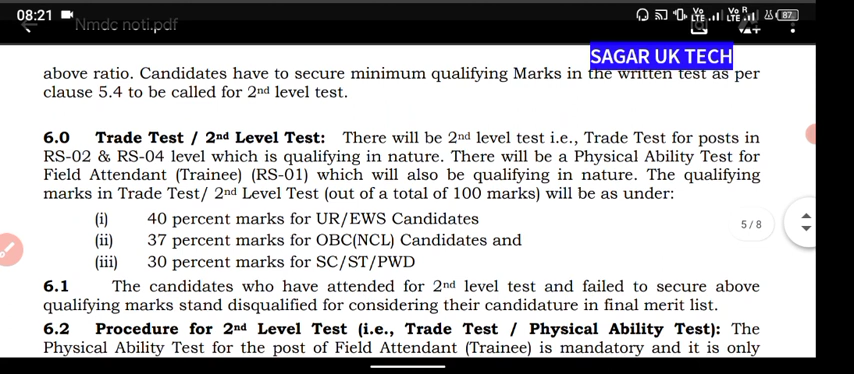 08:21
Nmdc noti.pdf
Vo LTE Vo R LTE 87
SAGAR UK TECH
above ratio. Candidates have to secure minimum qualifying Marks in the written test as per
clause 5.4 to be called for 2nd level test.
6.0 Trade Test / 2nd Level Test: There will be 2nd level test i.e., Trade Test for posts in
RS-02 & RS-04 level which is qualifying in nature. There will be a Physical Ability Test for
Field Attendant (Trainee) (RS-01) which will also be qualifying in nature. The qualifying
marks in Trade Test/ 2nd Level Test (out of a total of 100 marks) will be as under:
(i) 40 percent marks for UR/EWS Candidates
(ii) 37 percent marks for OBC(NCL) Candidates and
(iii) 30 percent marks for SC/ST/PWD
5/8
6.1 The candidates who have attended for 2nd level test and failed to secure above
qualifying marks stand disqualified for considering their candidature in final merit list.
6.2 Procedure for 2nd Level Test (i.e., Trade Test / Physical Ability Test): The
Physical Ability Test for the post of Field Attendant (Trainee) is mandatory and it is only